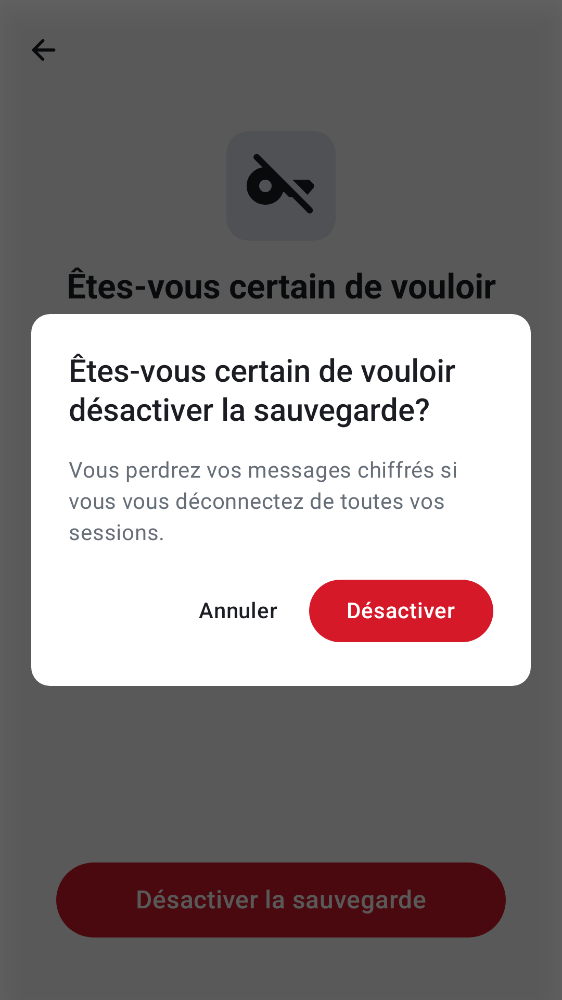 Êtes-vous certain de vouloir
Êtes-vous certain de vouloir
désactiver la sauvegarde?
Vous perdrez vos messages chiffrés si
vous vous déconnectez de toutes vos
sessions.
Annuler
Désactiver
Désactiver la sauvegarde